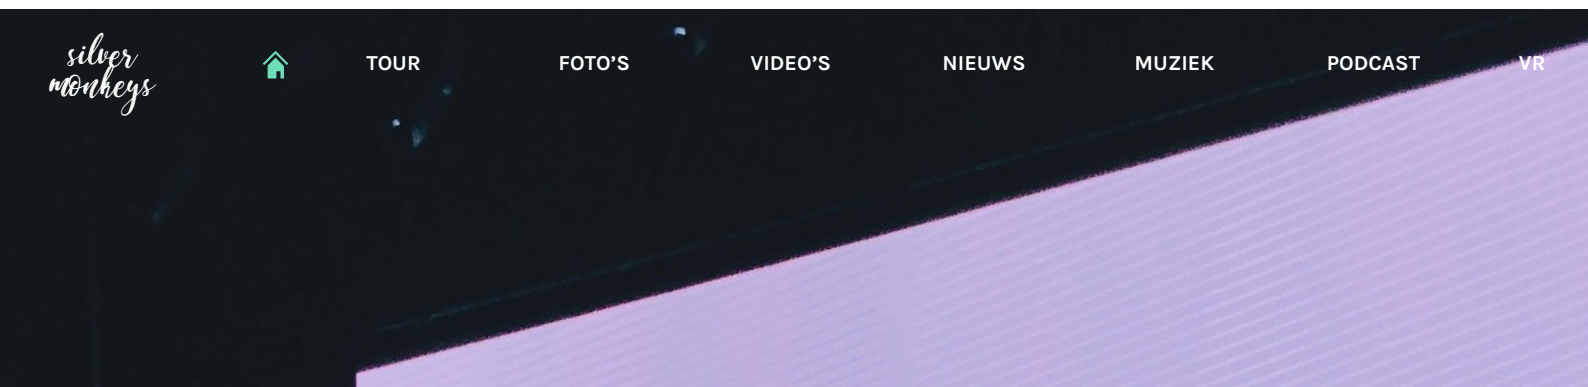 silver
monkeys
TOUR FOTO’S VIDEO’S NIEUWS MUZIEK PODCAST VR